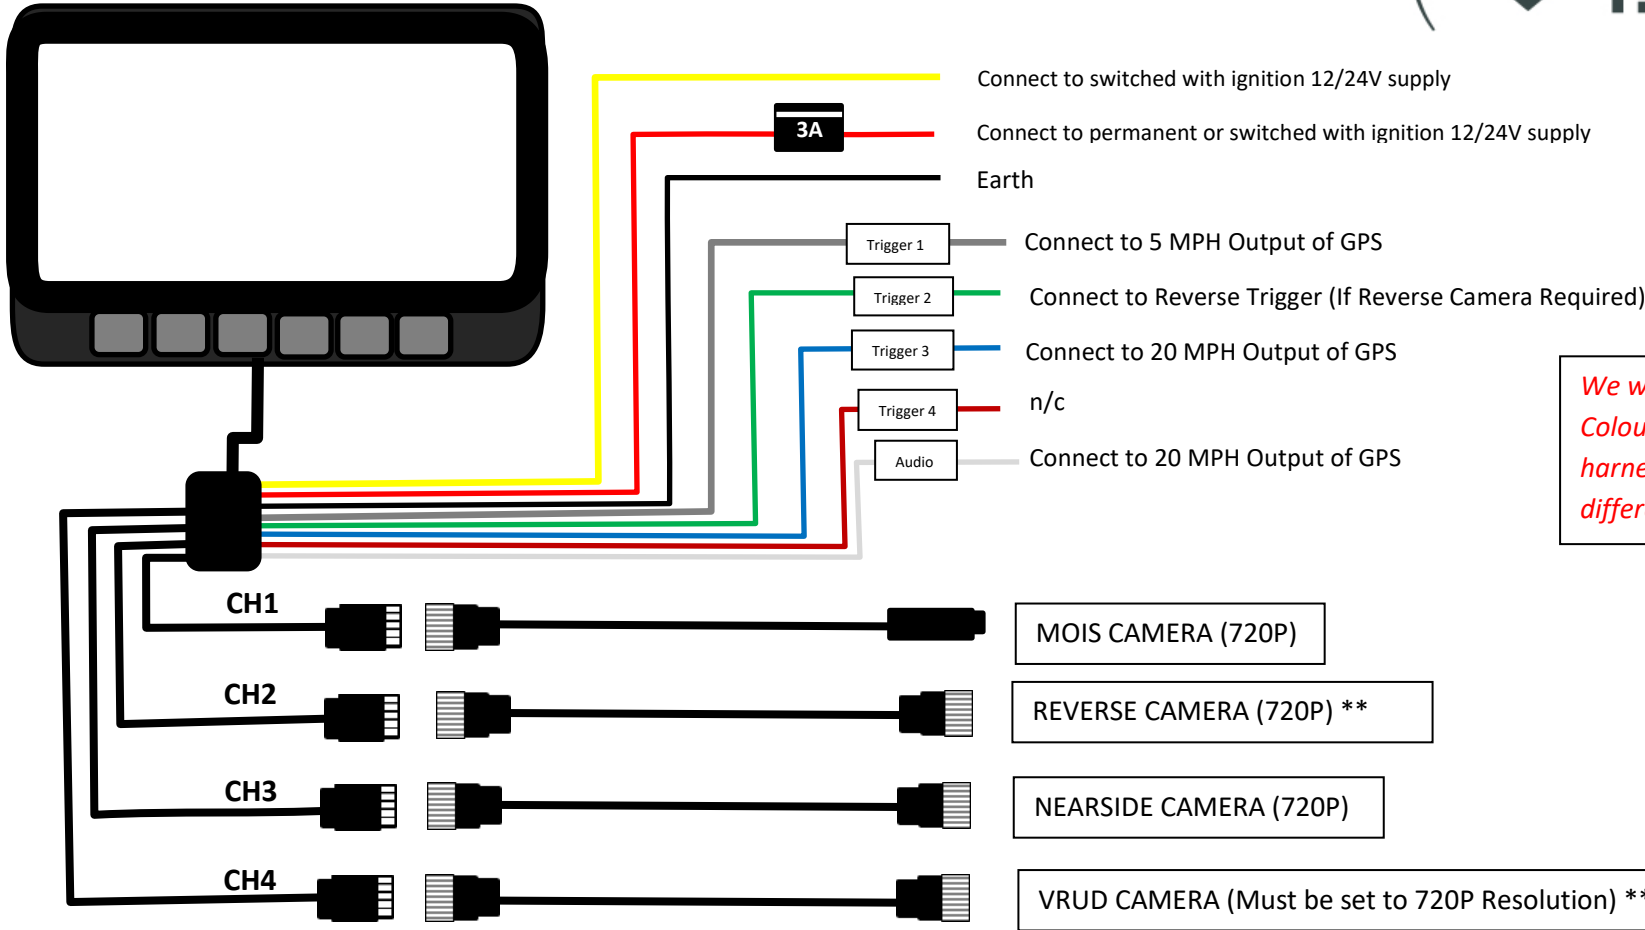 Connect to switched with ignition 12/24V supply
3A
Connect to permanent or switched with ignition 12/24V supply
Earth
Trigger 1
Connect to 5 MPH Output of GPS
Trigger 2
Connect to Reverse Trigger (If Reverse Camera Required)
Trigger 3
Connect to 20 MPH Output of GPS
Trigger 4
n/c
Audio
Connect to 20 MPH Output of GPS
We
Colou
harne
differ
CH1
MOIS CAMERA (720P)
CH2
REVERSE CAMERA (720P) **
CH3
NEARSIDE CAMERA (720P)
CH4
VRUD CAMERA (Must be set to 720P Resolution) **